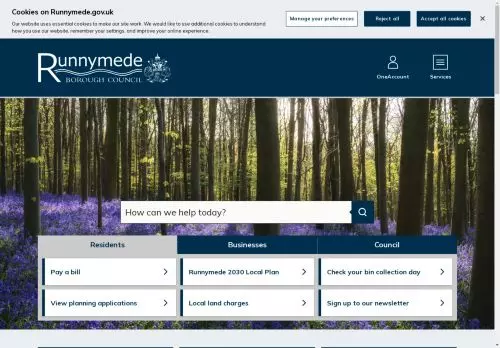 Cookies on Runnymede.gov.uk
Our website uses essential cookies to make our site work. We would like to use additional cookies to understand
how you use our website, remember your settings, and improve your online experience.
Manage your preferences
Reject all
Accept all cookies
Runnymede
BOROUGH COUNCIL
OneAccount
Services
How can we help today?
Residents
Businesses
Council
Pay a bill
Runnymede 2030 Local Plan
Check your bin collection day
View planning applications
Local land charges
Sign up to our newsletter